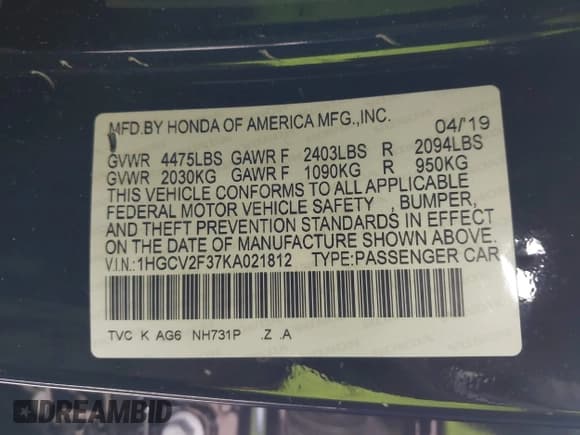 MFD.BY HONDA OF AMERICA MFG.,INC. 04/'19
GVWR 4475LBS GAWR F 2403LBS R 2094LBS
GVWR 2030KG GAWR F 1090KG R 950KG
THIS VEHICLE CONFORMS TO ALL APPLICABLE
FEDERAL MOTOR VEHICLE SAFETY , BUMPER,
AND THEFT PREVENTION STANDARDS IN EFFECT
ON THE DATE OF MANUFACTURE SHOWN ABOVE.
V.I.N.:1HGCV2F37KA021812 TYPE:PASSENGER CAR
TVC K AG6 NH731P .Z .A
DREAMBID